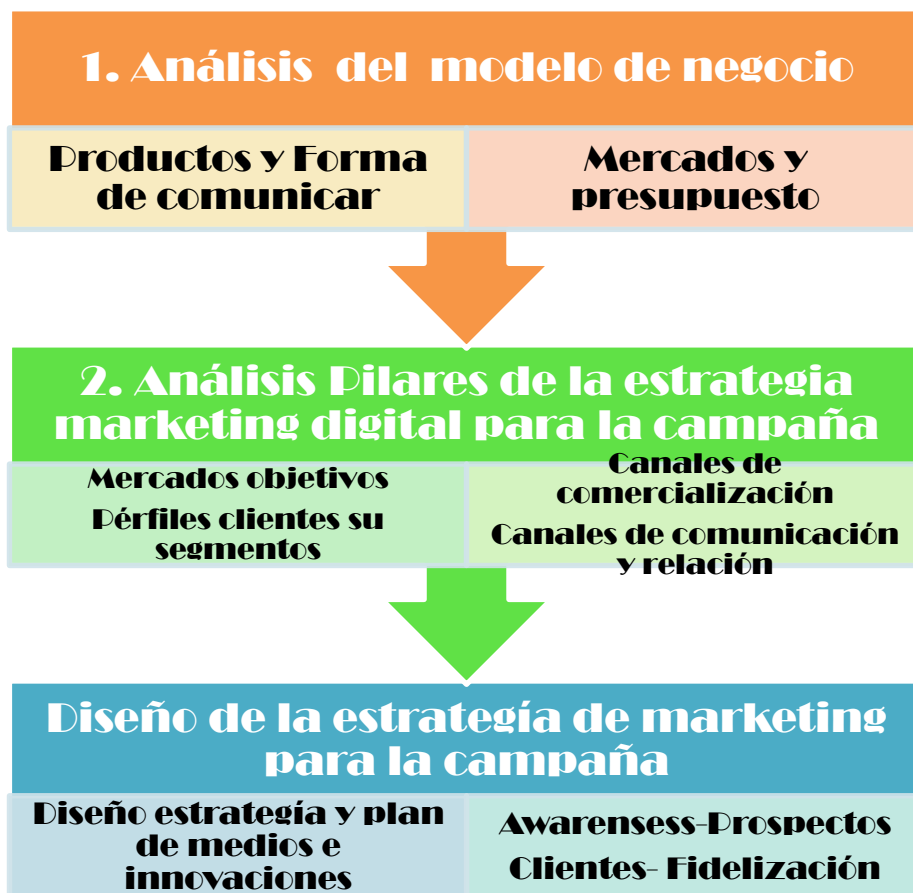 1. Análisis del modelo de negocio
Productos y Forma
de comunicar
Mercados y
presupuesto
2. Análisis Pilares de la estrategia
marketing digital para la campaña
Mercados objetivos
Pérfiles clientes su
segmentos
Canales de
comercialización
Canales de comunicación
y relación
Diseño de la estrategía de marketing
para la campaña
Diseño estrategía y plan
de medios e
innovaciones
Awarensess-Prospectos
Clientes- Fidelización